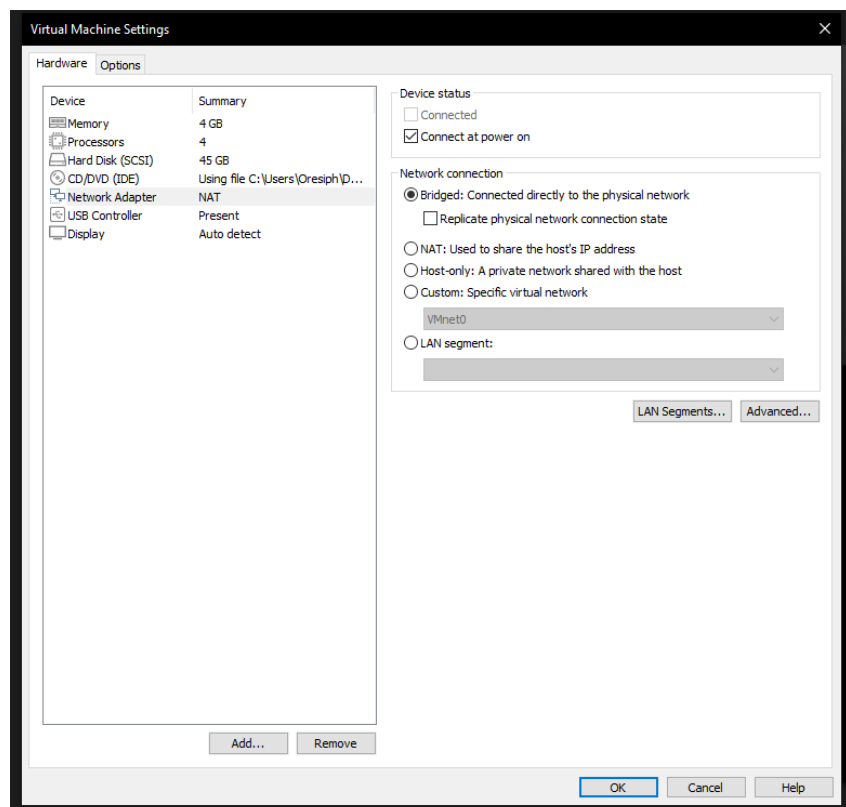 Virtual Machine Settings
Hardware Options
Device Summary
Memory 4 GB
Processors 4
Hard Disk (SCSI) 45 GB
CD/DVD (IDE) Using file C:\Users\Oresiph\D...
Network Adapter NAT
USB Controller Present
Display Auto detect
Add... Remove
Device status
Connected
Connect at power on
Network connection
Bridged: Connected directly to the physical network
Replicate physical network connection state
NAT: Used to share the host's IP address
Host-only: A private network shared with the host
Custom: Specific virtual network
VMnet0
LAN segment:
LAN Segments... Advanced...
OK Cancel Help